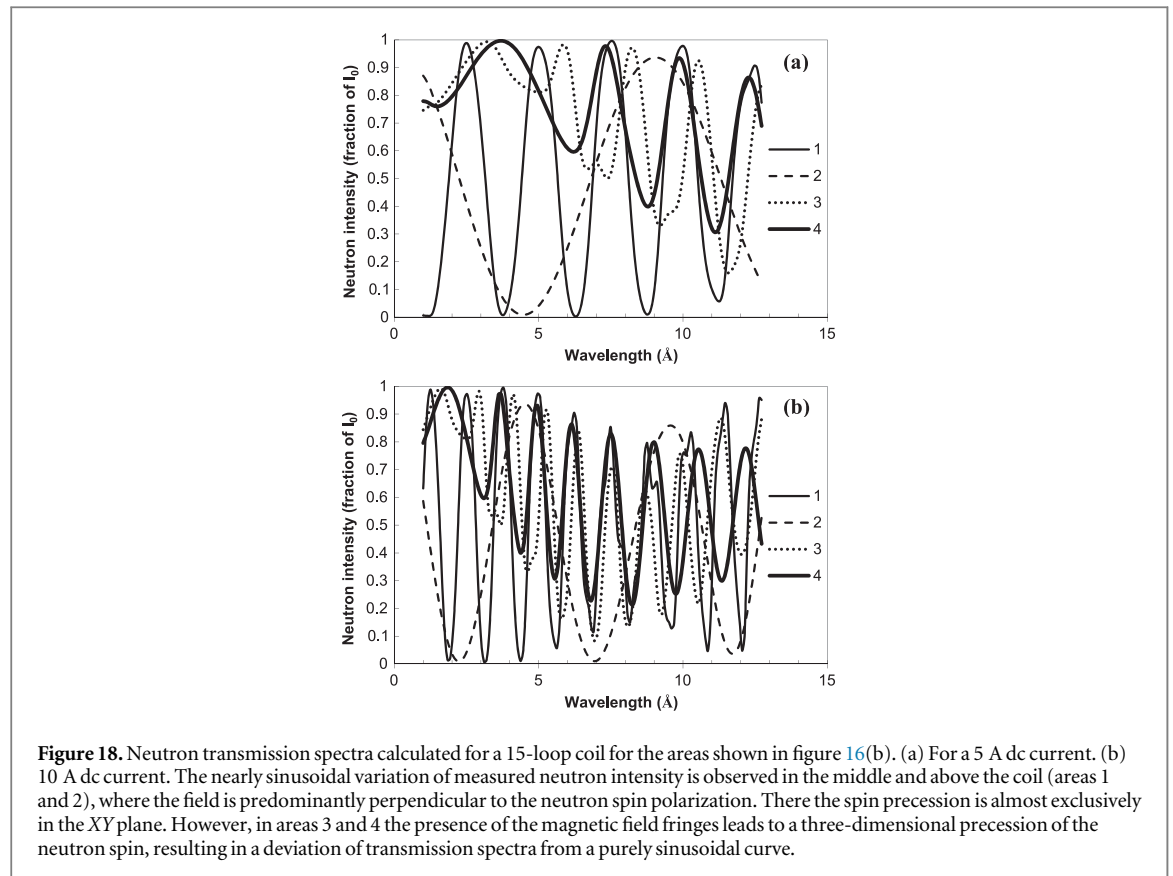 1
0.9
0.8
0.7
0.6
0.5
0.4
0.3
0.2
0.1
0
Neutron intensity (fraction of I0)
(a)
1
2
3
4
0 5 10 15
Wavelength (Å)
1
0.9
0.8
0.7
0.6
0.5
0.4
0.3
0.2
0.1
0
Neutron intensity (fraction of I0)
(b)
1
2
3
4
0 5 10 15
Wavelength (Å)
Figure 18. Neutron transmission spectra calculated for a 15-loop coil for the areas shown in figure 16(b). (a) For a 5 A dc current. (b)
10 A dc current. The nearly sinusoidal variation of measured neutron intensity is observed in the middle and above the coil (areas 1
and 2), where the field is predominantly perpendicular to the neutron spin polarization. There the spin precession is almost exclusively
in the XY plane. However, in areas 3 and 4 the presence of the magnetic field fringes leads to a three-dimensional precession of the
neutron spin, resulting in a deviation of transmission spectra from a purely sinusoidal curve.